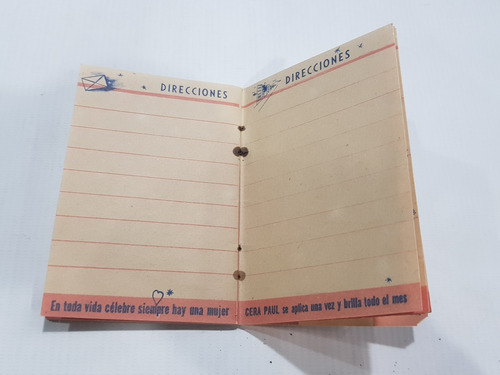 DIRECCIONES
En toda vida célebre siempre hay una mujer
DIRECCIONES
CERA PAUL se aplica una vez y brilla todo el mes